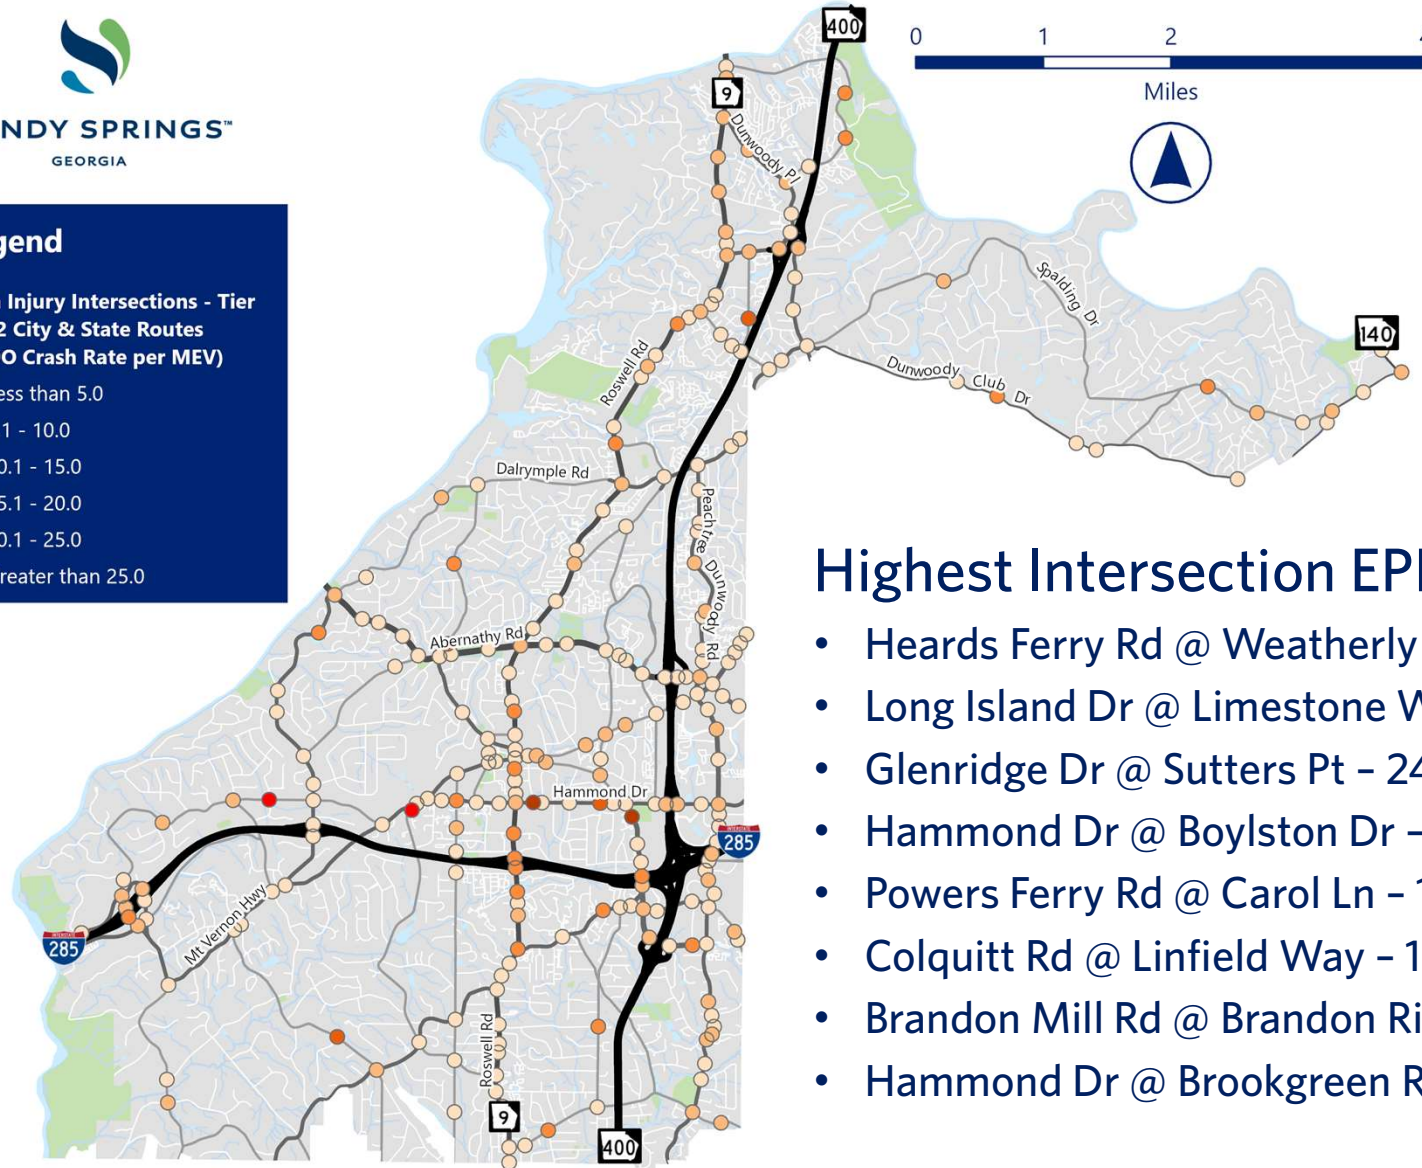 NDY SPRINGS™
GEORGIA
gend
Injury Intersections - Tier
2 City & State Routes
O Crash Rate per MEV)
ess than 5.0
1 - 10.0
0.1 - 15.0
5.1 - 20.0
0.1 - 25.0
reater than 25.0
400
0 1 2
Miles
9
Dunwoody Pl
Spalding Dr
140
Roswell Rd
Dunwoody Club Dr
Dalrymple Rd
Peachtree Dunwoody Rd
Abernathy Rd
Hammond Dr
INTERSTATE
285
INTERSTATE
285
Mt Vernon Hwy
Roswell Rd
9
400
Highest Intersection EP
• Heards Ferry Rd @ Weatherly
• Long Island Dr @ Limestone W
• Glenridge Dr @ Sutters Pt – 24
• Hammond Dr @ Boylston Dr –
• Powers Ferry Rd @ Carol Ln – 1
• Colquitt Rd @ Linfield Way – 1
• Brandon Mill Rd @ Brandon Ri
• Hammond Dr @ Brookgreen R